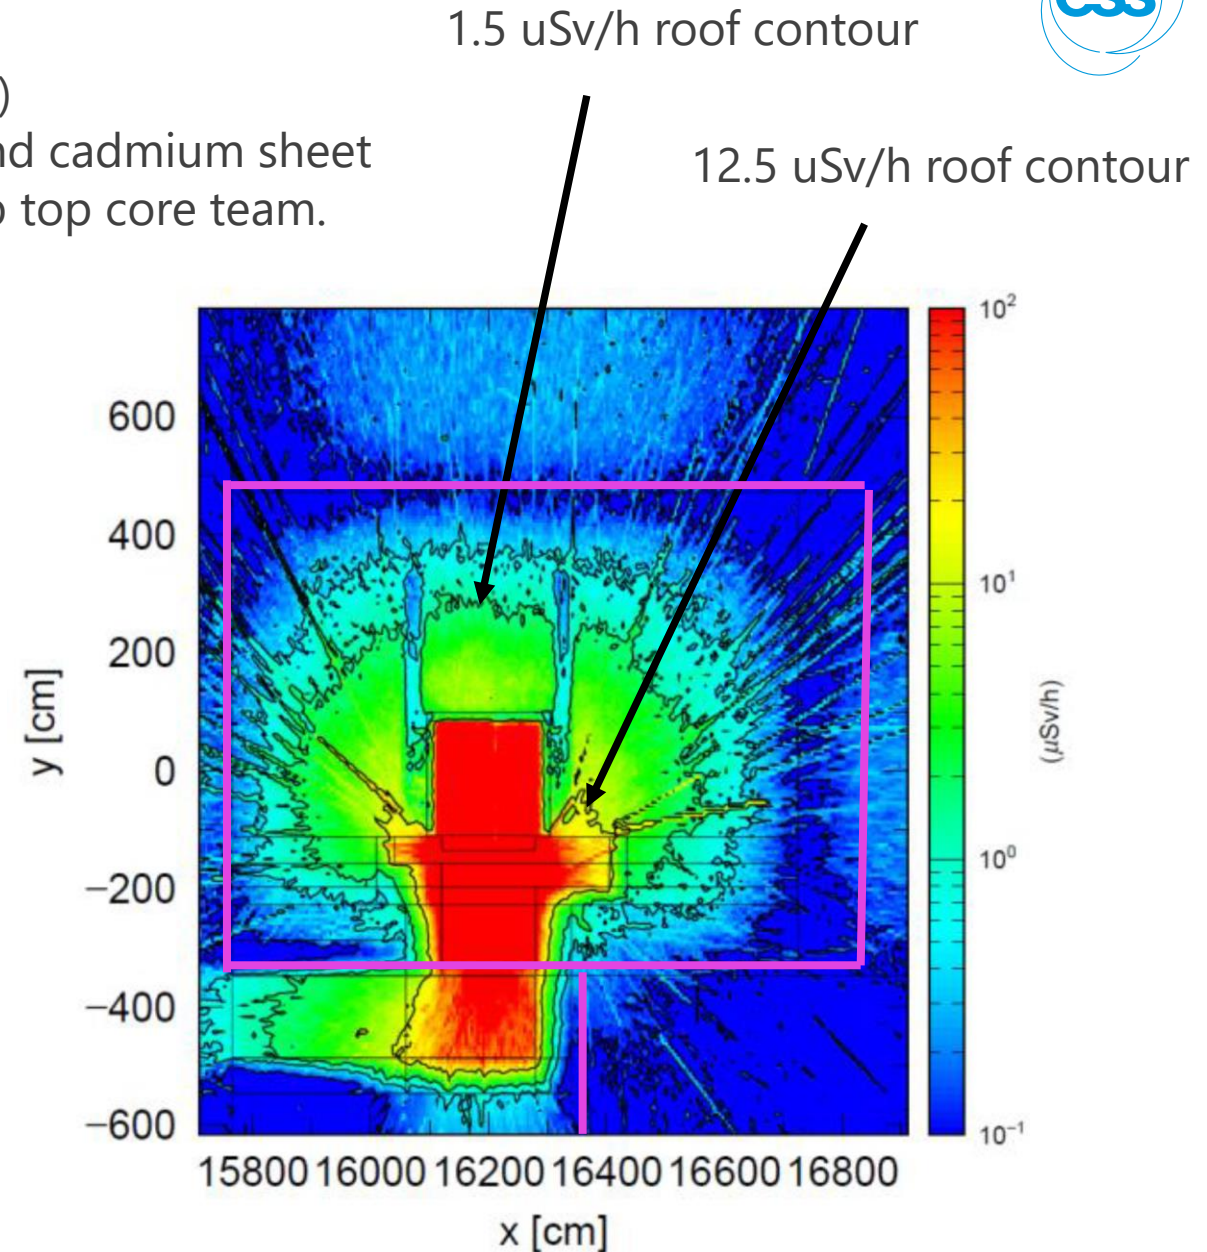 1.5 uSv/h roof contour
css
)
nd cadmium sheet
top core team.
12.5 uSv/h roof contour
600
400
200
0
−200
−400
−600
y [cm]
15800 16000 16200 16400 16600 16800
x [cm]
10²
10¹
10⁰
10⁻¹
(μSv/h)